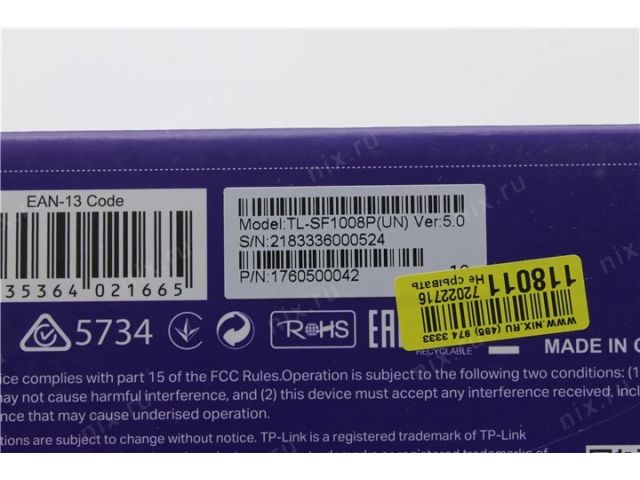 EAN-13 Code
35364 021665
Model:TL-SF1008P(UN) Ver:5.0
S/N:2183336000524
P/N:1760500042
118011
72022716
Не срывать
www.NIX.RU (495) 974 3333
5734
RoHS
RECYCLABLE
MADE IN
ice complies with part 15 of the FCC Rules.Operation is subject to the following two conditions: (1
may not cause harmful interference, and (2) this device must accept any interference received, incl
ence that may cause undersired operation.
tions are subject to change without notice. TP-Link is a registered trademark of TP-Link
nix.ru